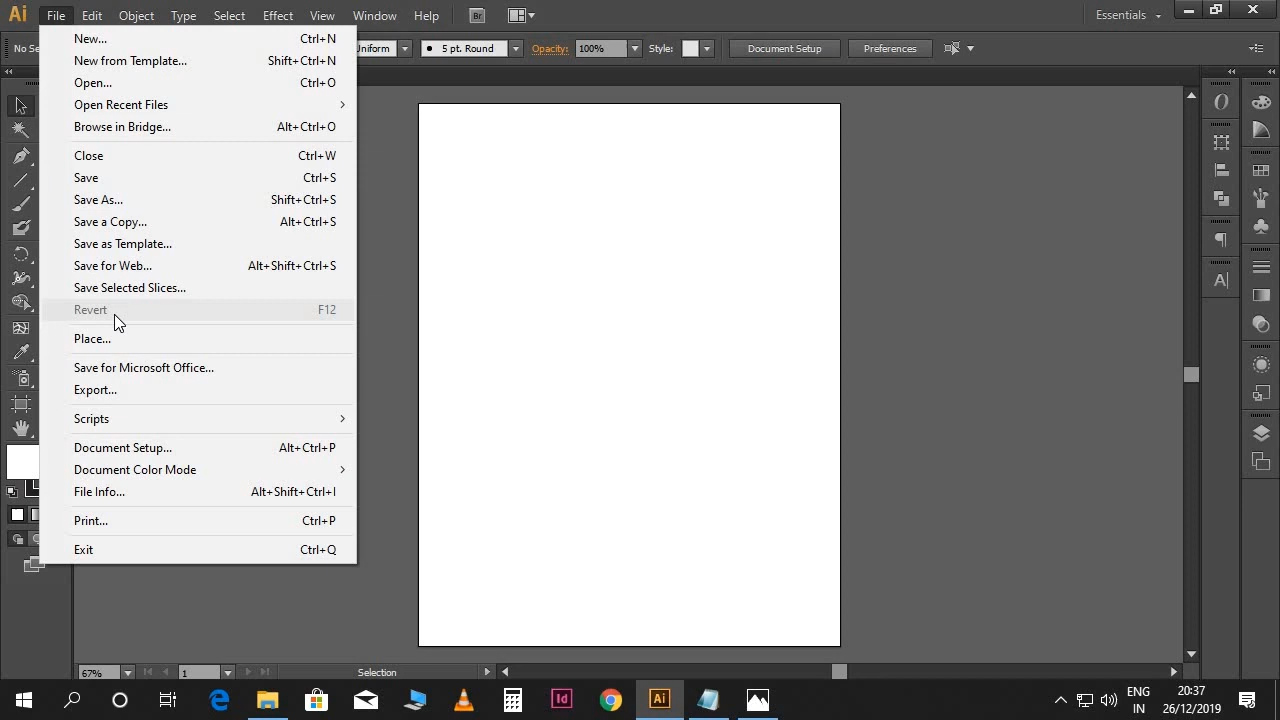 Ai File Edit Object Type Select Effect View Window Help Br Essentials
No Se Uniform 5 pt. Round Opacity: 100% Style: Document Setup Preferences
New... Ctrl+N
New from Template... Shift+Ctrl+N
Open... Ctrl+O
Open Recent Files
Browse in Bridge... Alt+Ctrl+O
Close Ctrl+W
Save Ctrl+S
Save As... Shift+Ctrl+S
Save a Copy... Alt+Ctrl+S
Save as Template...
Save for Web... Alt+Shift+Ctrl+S
Save Selected Slices...
Revert F12
Place...
Save for Microsoft Office...
Export...
Scripts
Document Setup... Alt+Ctrl+P
Document Color Mode
File Info... Alt+Shift+Ctrl+I
Print... Ctrl+P
Exit Ctrl+Q
67% 1 Selection
Id Ai ENG 20:37
IN 26/12/2019